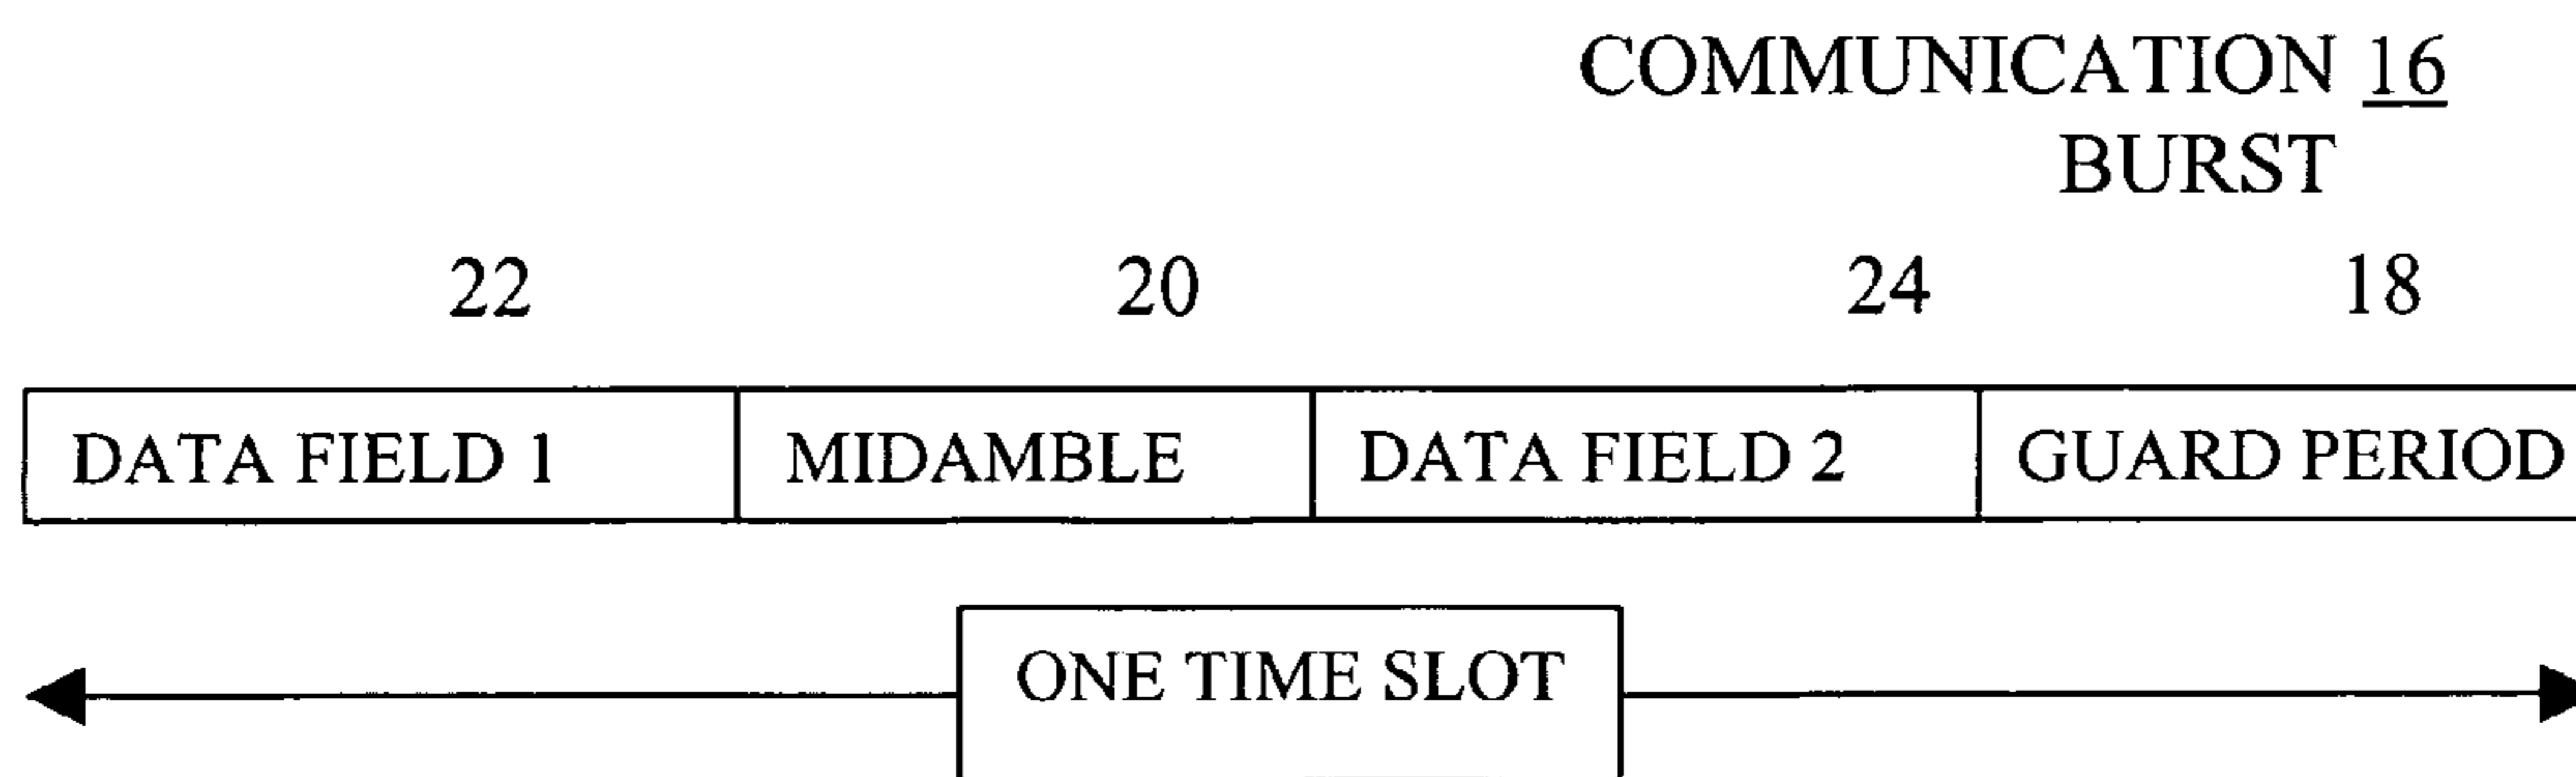 COMMUNICATION 16
BURST
22 20 24 18
DATA FIELD 1 MIDAMBLE DATA FIELD 2 GUARD PERIOD
ONE TIME SLOT